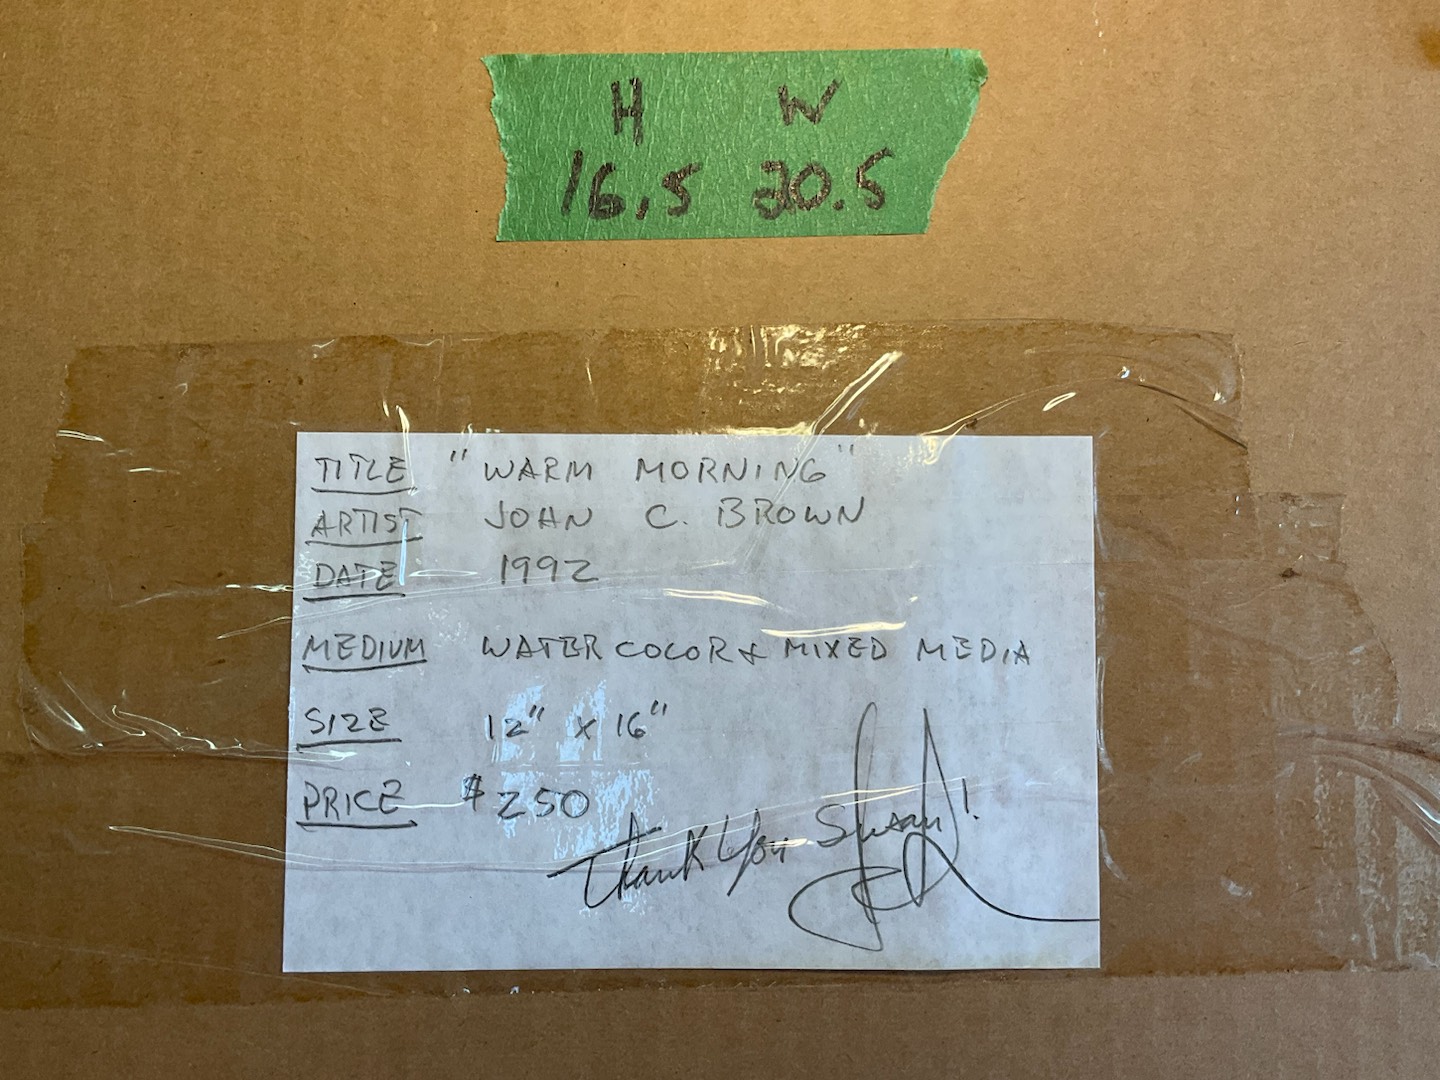 H W
16.5 20.5
TITLE "WARM MORNING"
ARTIST JOHN C. BROWN
DATE 1992
MEDIUM WATERCOLOR & MIXED MEDIA
SIZE 12" x 16"
PRICE $250
Thank You Susan!